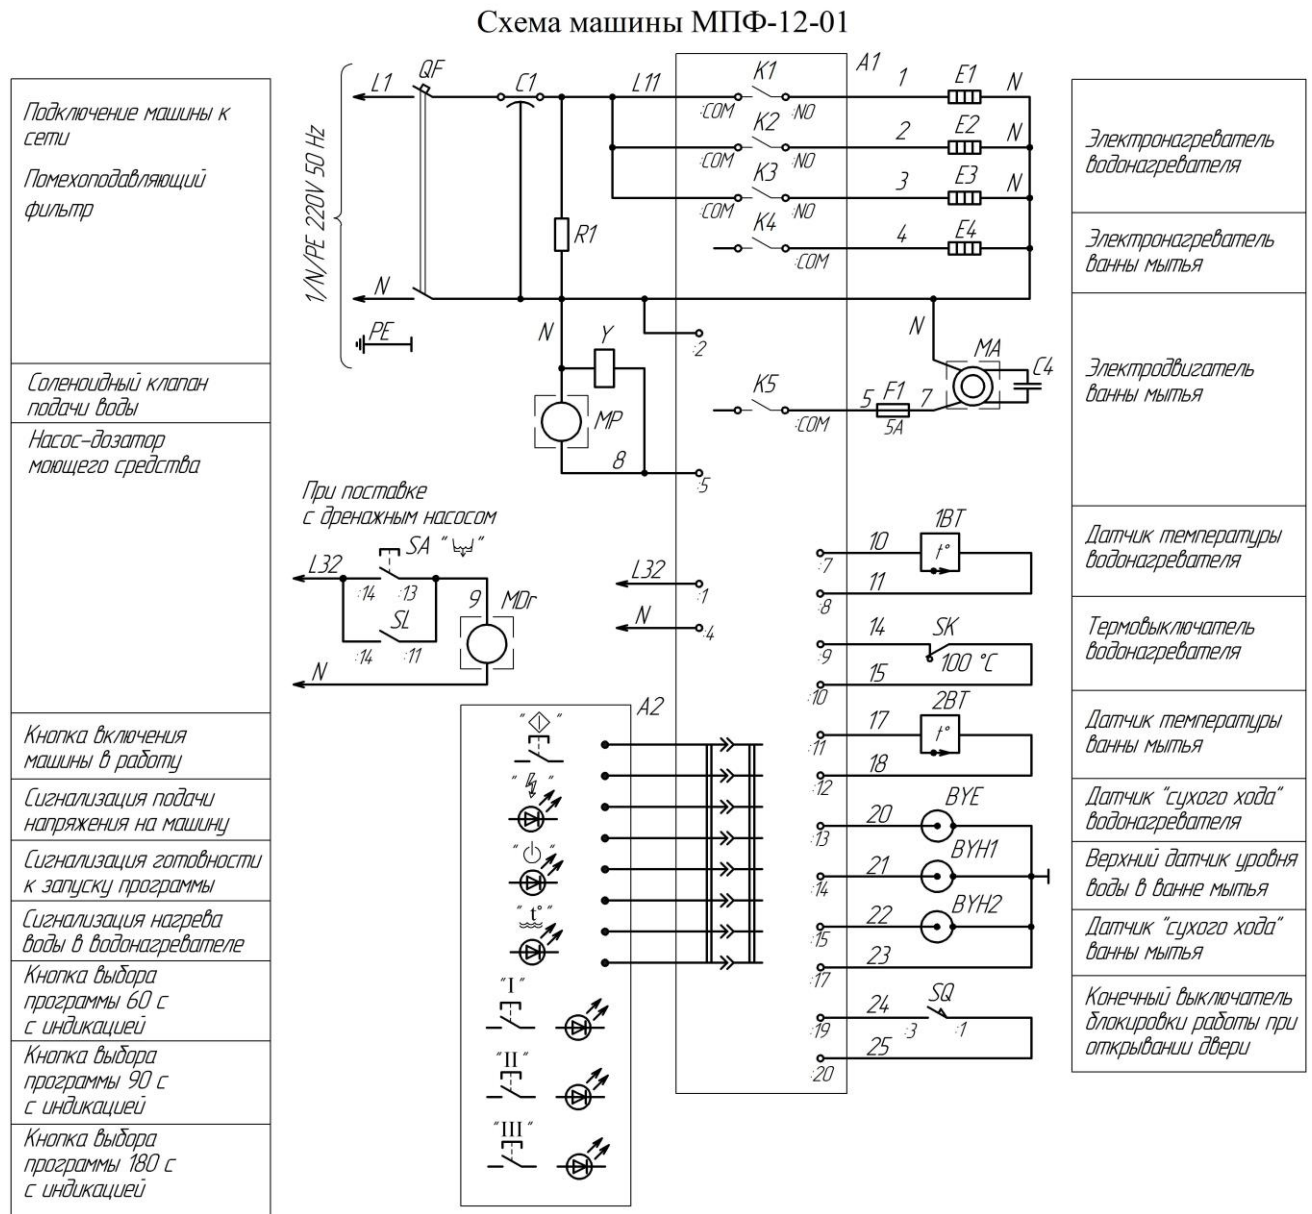 Схема машины МПФ-12-01
Подключение машины к
сети
Помехоподавляющий
фильтр
Соленоидный клапан
подачи воды
Насос-дозатор
моющего средства
Кнопка включения
машины в работу
Сигнализация подачи
напряжения на машину
Сигнализация готовности
к запуску программы
Сигнализация нагрева
воды в водонагревателе
Кнопка выбора
программы 60 с
с индикацией
Кнопка выбора
программы 90 с
с индикацией
Кнопка выбора
программы 180 с
с индикацией
1/N/PE 220V 50 Hz
L1
QF
C1
L11
R1
N
PE
N
Y
MP
8
При поставке
с дренажным насосом
SA " "
L32
:14
:13
SL
:14
:11
9
MDr
N
A1
K1
:COM
:NO
1
E1
N
K2
:COM
:NO
2
E2
N
K3
:COM
:NO
3
E3
N
K4
:COM
4
E4
:2
N
MA
C4
K5
:COM
5
F1
5A
7
:5
L32
:1
N
:4
:7
10
1BT
t°
:8
11
:9
14
SK
100 °C
:10
15
:11
17
2BT
t°
:12
18
:13
20
BYE
:14
21
BYH1
:15
22
BYH2
:17
23
:19
24
SQ
:3
:1
:20
25
A2
" "
" "
" "
" t° "
"I"
"II"
"III"
Электронагреватель
водонагревателя
Электронагреватель
ванны мытья
Электродвигатель
ванны мытья
Датчик температуры
водонагревателя
Термовыключатель
водонагревателя
Датчик температуры
ванны мытья
Датчик "сухого хода"
водонагревателя
Верхний датчик уровня
воды в ванне мытья
Датчик "сухого хода"
ванны мытья
Конечный выключатель
блокировки работы при
открывании двери